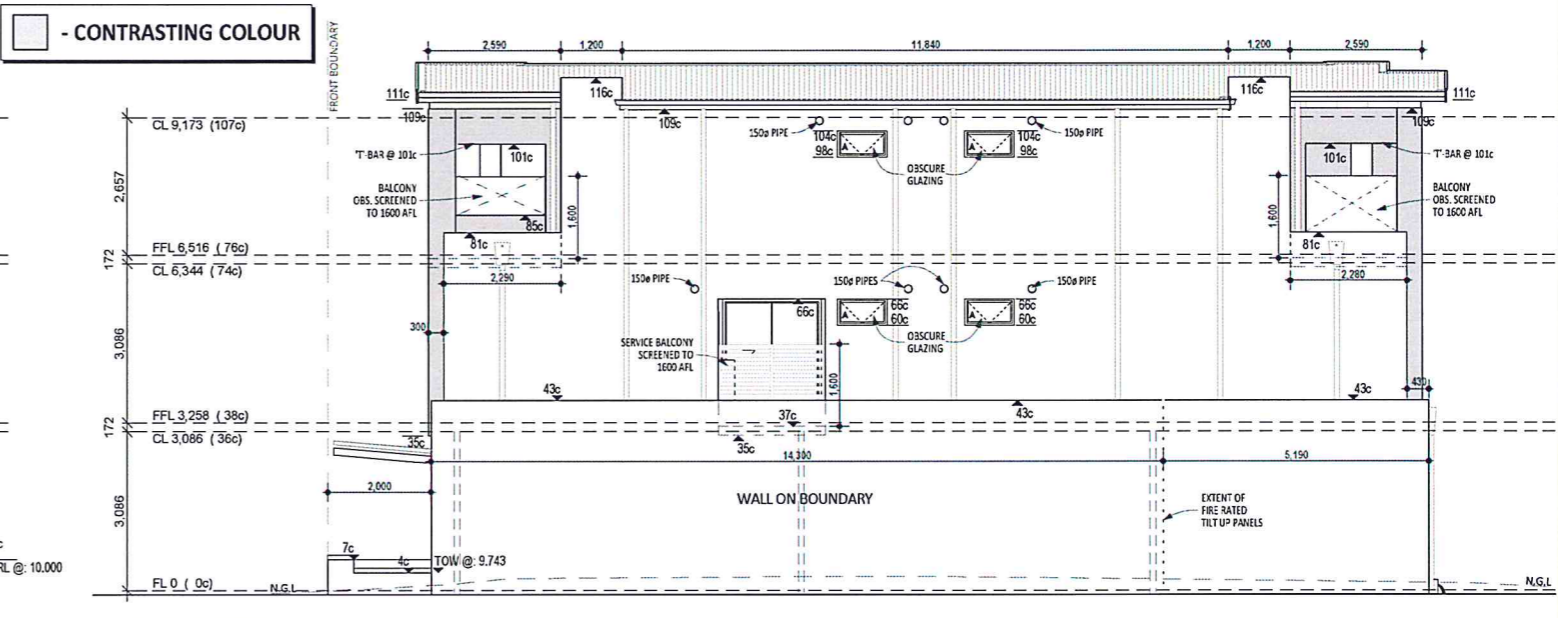 - CONTRASTING COLOUR
FRONT BOUNDARY
2,590
1,200
11,840
1,200
2,590
111c
116c
116c
111c
109c
109c
109c
CL 9,173 (107c)
150ø PIPE
104c
98c
104c
98c
150ø PIPE
'T'-BAR @ 101c
101c
101c
'T'-BAR @ 101c
OBSCURE
GLAZING
2,657
BALCONY
OBS. SCREENED
TO 1600 AFL
BALCONY
OBS. SCREENED
TO 1600 AFL
85c
1,600
1,600
FFL 6,516 ( 76c)
81c
81c
172
CL 6,344 ( 74c)
2,290
150ø PIPE
150ø PIPES
150ø PIPE
2,280
66c
66c
60c
66c
60c
300
3,086
SERVICE BALCONY
SCREENED TO
1600 AFL
OBSCURE
GLAZING
1,600
43c
43c
430
FFL 3,258 ( 38c)
37c
43c
172
CL 3,086 ( 36c)
35c
35c
14,300
5,190
2,000
WALL ON BOUNDARY
3,086
EXTENT OF
FIRE RATED
TILT UP PANELS
7c
4c
TOW @: 9.743
c
RL @: 10.000
FL 0 ( 0c)
N.G.L
N.G.L